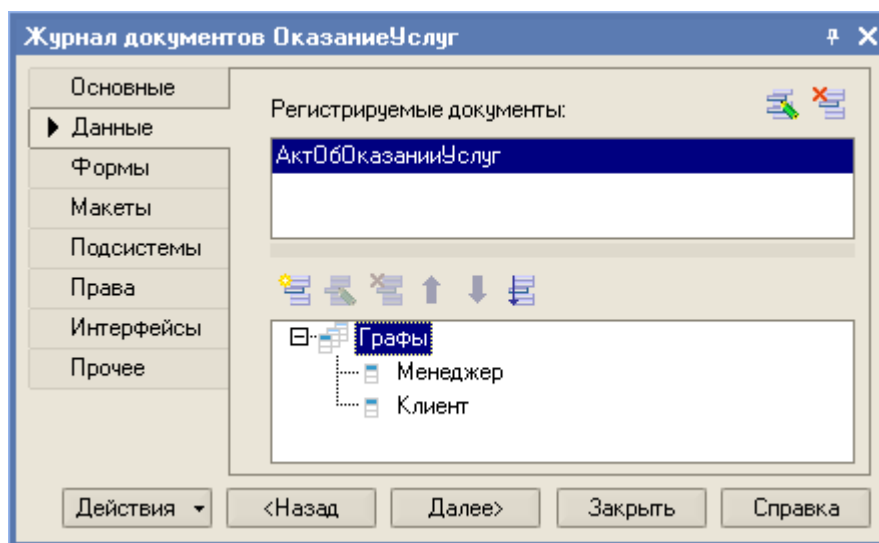 Журнал документов ОказаниеУслуг
Основные
Данные
Формы
Макеты
Подсистемы
Права
Интерфейсы
Прочее
Регистрируемые документы:
АктОбОказанииУслуг
Графы
Менеджер
Клиент
Действия
<Назад
Далее>
Закрыть
Справка